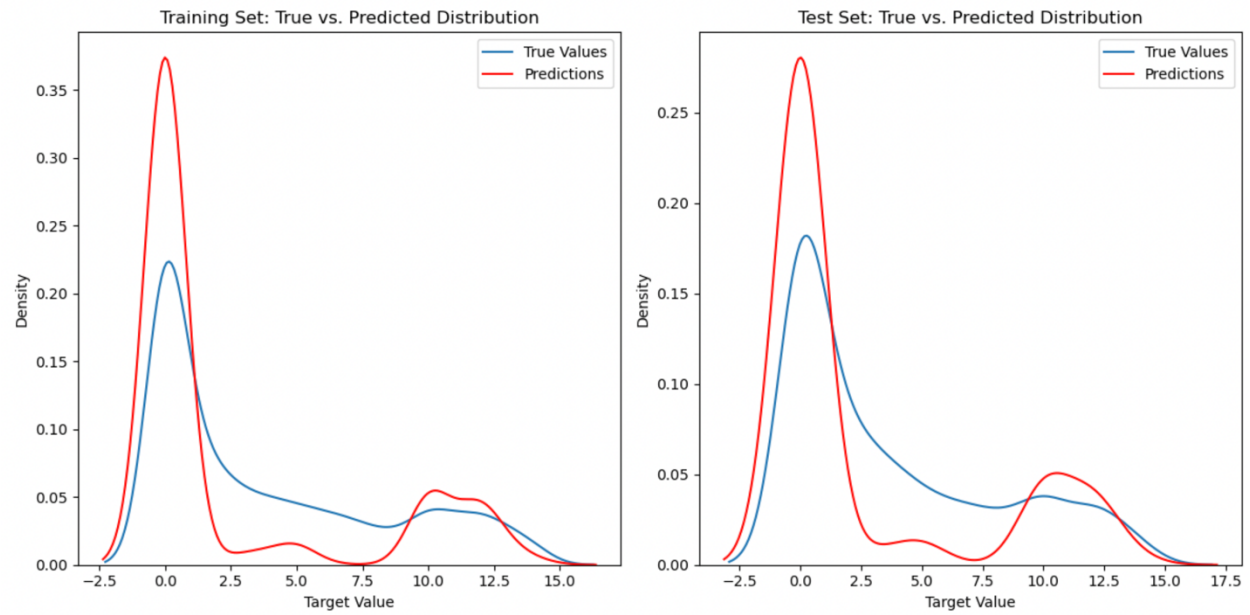 Training Set: True vs. Predicted Distribution
True Values
Predictions
0.35
0.30
0.25
0.20
0.15
0.10
0.05
0.00
Density
−2.5 0.0 2.5 5.0 7.5 10.0 12.5 15.0
Target Value
Test Set: True vs. Predicted Distribution
True Values
Predictions
0.25
0.20
0.15
0.10
0.05
0.00
Density
−2.5 0.0 2.5 5.0 7.5 10.0 12.5 15.0 17.5
Target Value